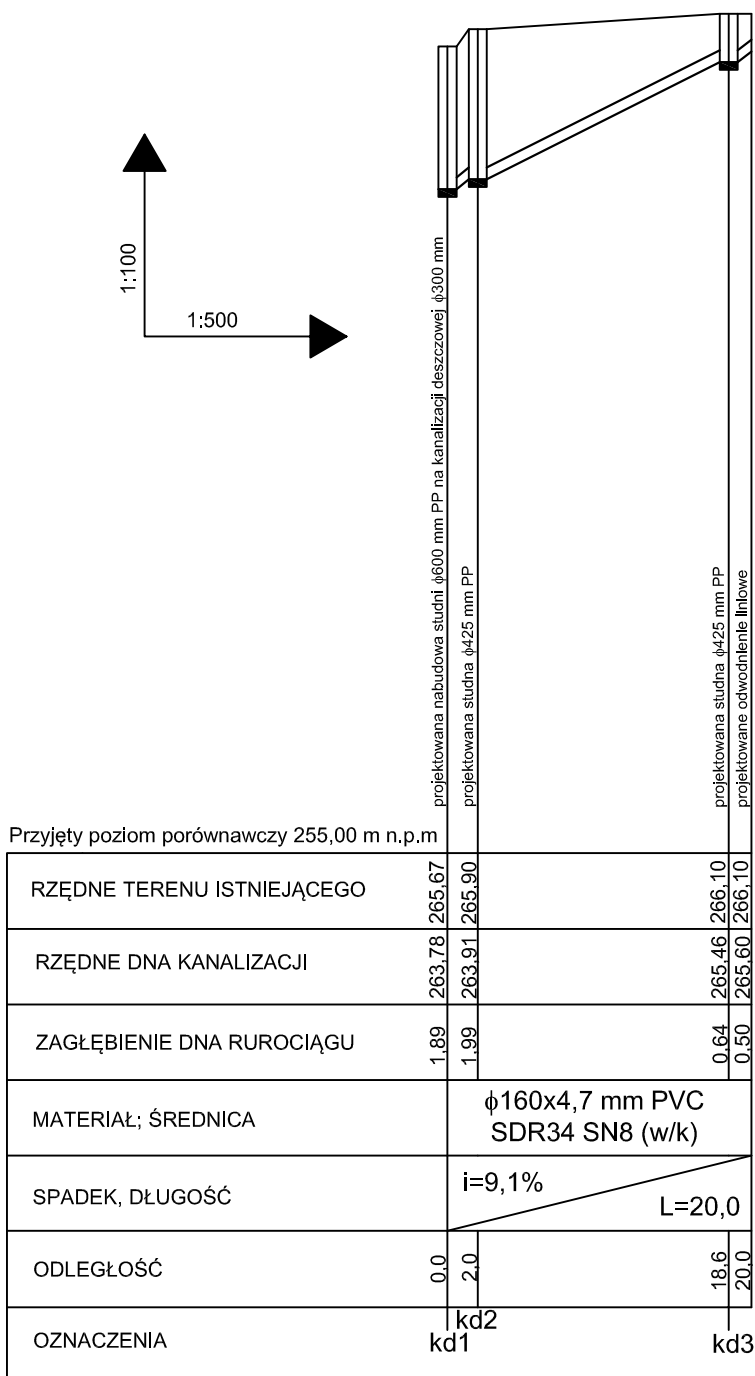 1:100
1:500
projektowana nabudowa studni ϕ600 mm PP na kanalizacji deszczowej ϕ300 mm
projektowana studna ϕ425 mm PP
projektowana studna ϕ425 mm PP
projektowane odwodnienie liniowe
Przyjęty poziom porównawczy 255,00 m n.p.m
RZĘDNE TERENU ISTNIEJĄCEGO 265,67 265,90 266,10 266,10
RZĘDNE DNA KANALIZACJI 263,78 263,91 265,46 265,60
ZAGŁĘBIENIE DNA RUROCIĄGU 1,89 1,99 0,64 0,50
MATERIAŁ; ŚREDNICA
ϕ160x4,7 mm PVC
SDR34 SN8 (w/k)
SPADEK, DŁUGOŚĆ i=9,1% L=20,0
ODLEGŁOŚĆ 0,0 2,0 18,6 20,0
OZNACZENIA kd1 kd2 kd3